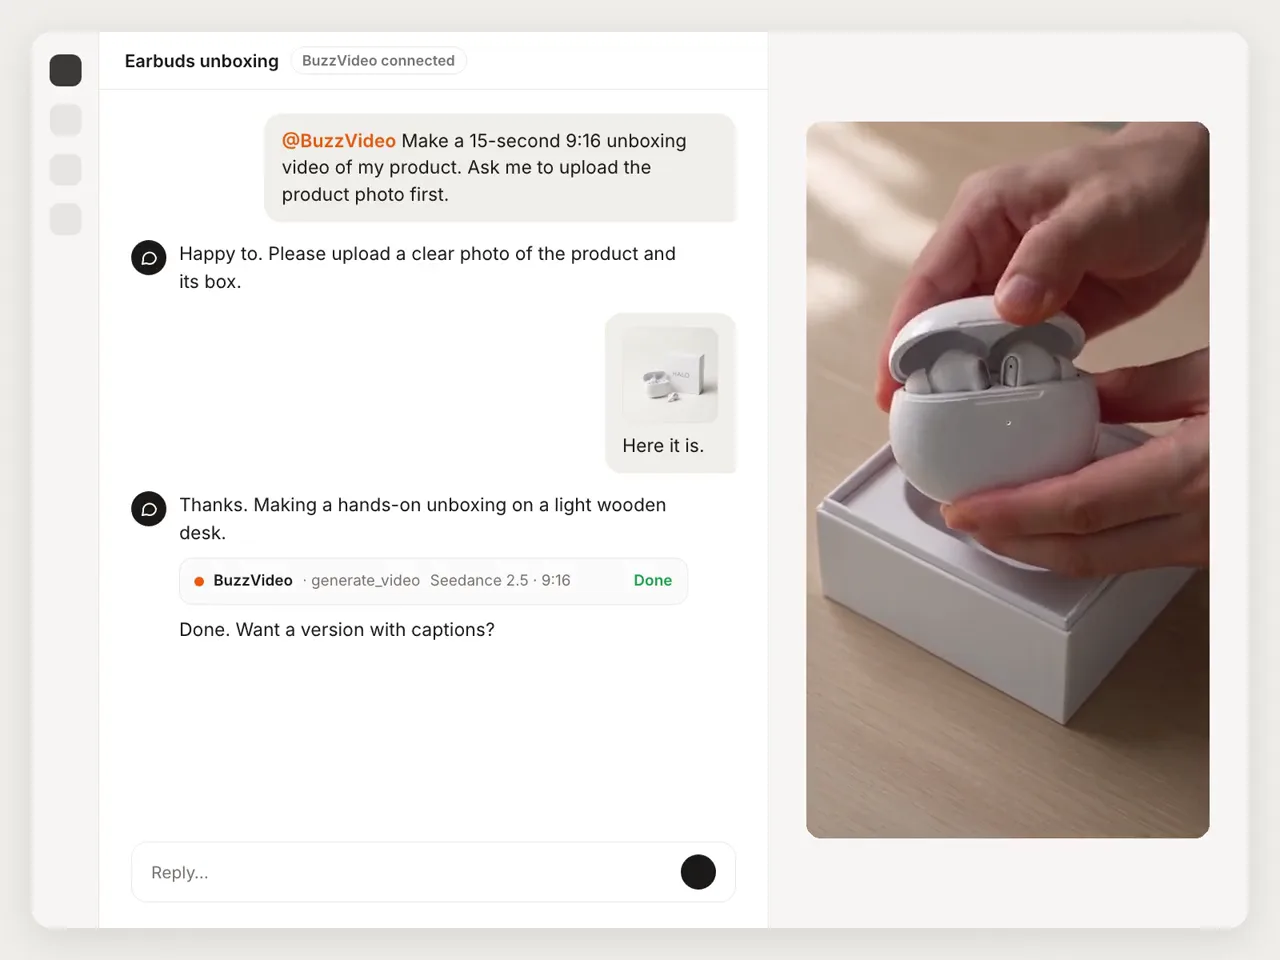 Earbuds unboxing
BuzzVideo connected
@BuzzVideo Make a 15-second 9:16 unboxing
video of my product. Ask me to upload the
product photo first.
Happy to. Please upload a clear photo of the product and
its box.
HALO
Here it is.
Thanks. Making a hands-on unboxing on a light wooden
desk.
BuzzVideo · generate_video Seedance 2.5 · 9:16 Done
Done. Want a version with captions?
Reply...